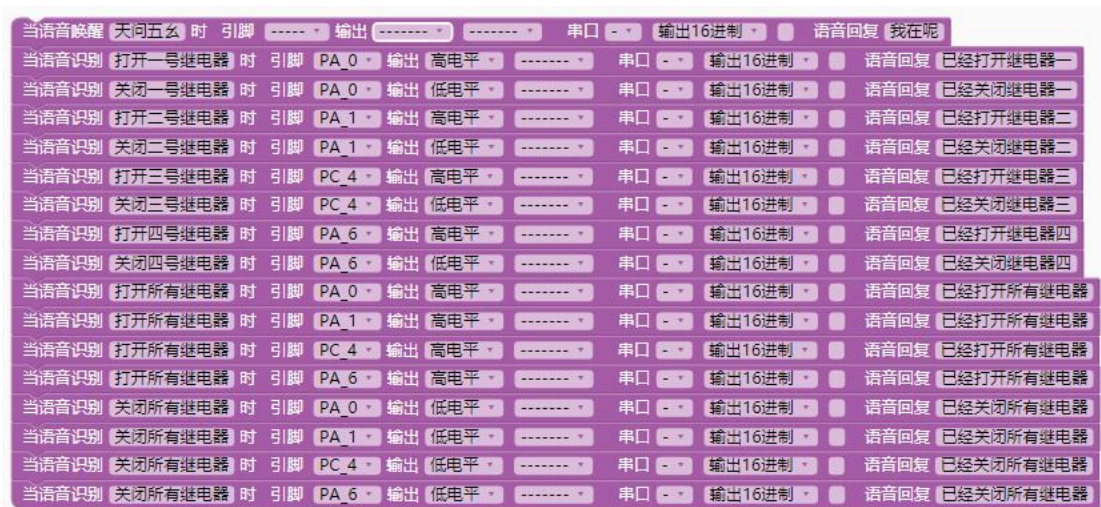 当语音唤醒 天问五幺 时 引脚 ----- 输出 ------- ------- 串口 - 输出16进制 语音回复 我在呢
当语音识别 打开一号继电器 时 引脚 PA_0 输出 高电平 ------- 串口 - 输出16进制 语音回复 已经打开继电器一
当语音识别 关闭一号继电器 时 引脚 PA_0 输出 低电平 ------- 串口 - 输出16进制 语音回复 已经关闭继电器一
当语音识别 打开二号继电器 时 引脚 PA_1 输出 高电平 ------- 串口 - 输出16进制 语音回复 已经打开继电器二
当语音识别 关闭二号继电器 时 引脚 PA_1 输出 低电平 ------- 串口 - 输出16进制 语音回复 已经关闭继电器二
当语音识别 打开三号继电器 时 引脚 PC_4 输出 高电平 ------- 串口 - 输出16进制 语音回复 已经打开继电器三
当语音识别 关闭三号继电器 时 引脚 PC_4 输出 低电平 ------- 串口 - 输出16进制 语音回复 已经关闭继电器三
当语音识别 打开四号继电器 时 引脚 PA_6 输出 高电平 ------- 串口 - 输出16进制 语音回复 已经打开继电器四
当语音识别 关闭四号继电器 时 引脚 PA_6 输出 低电平 ------- 串口 - 输出16进制 语音回复 已经关闭继电器四
当语音识别 打开所有继电器 时 引脚 PA_0 输出 高电平 ------- 串口 - 输出16进制 语音回复 已经打开所有继电器
当语音识别 打开所有继电器 时 引脚 PA_1 输出 高电平 ------- 串口 - 输出16进制 语音回复 已经打开所有继电器
当语音识别 打开所有继电器 时 引脚 PC_4 输出 高电平 ------- 串口 - 输出16进制 语音回复 已经打开所有继电器
当语音识别 打开所有继电器 时 引脚 PA_6 输出 高电平 ------- 串口 - 输出16进制 语音回复 已经打开所有继电器
当语音识别 关闭所有继电器 时 引脚 PA_0 输出 低电平 ------- 串口 - 输出16进制 语音回复 已经关闭所有继电器
当语音识别 关闭所有继电器 时 引脚 PA_1 输出 低电平 ------- 串口 - 输出16进制 语音回复 已经关闭所有继电器
当语音识别 关闭所有继电器 时 引脚 PC_4 输出 低电平 ------- 串口 - 输出16进制 语音回复 已经关闭所有继电器
当语音识别 关闭所有继电器 时 引脚 PA_6 输出 低电平 ------- 串口 - 输出16进制 语音回复 已经关闭所有继电器